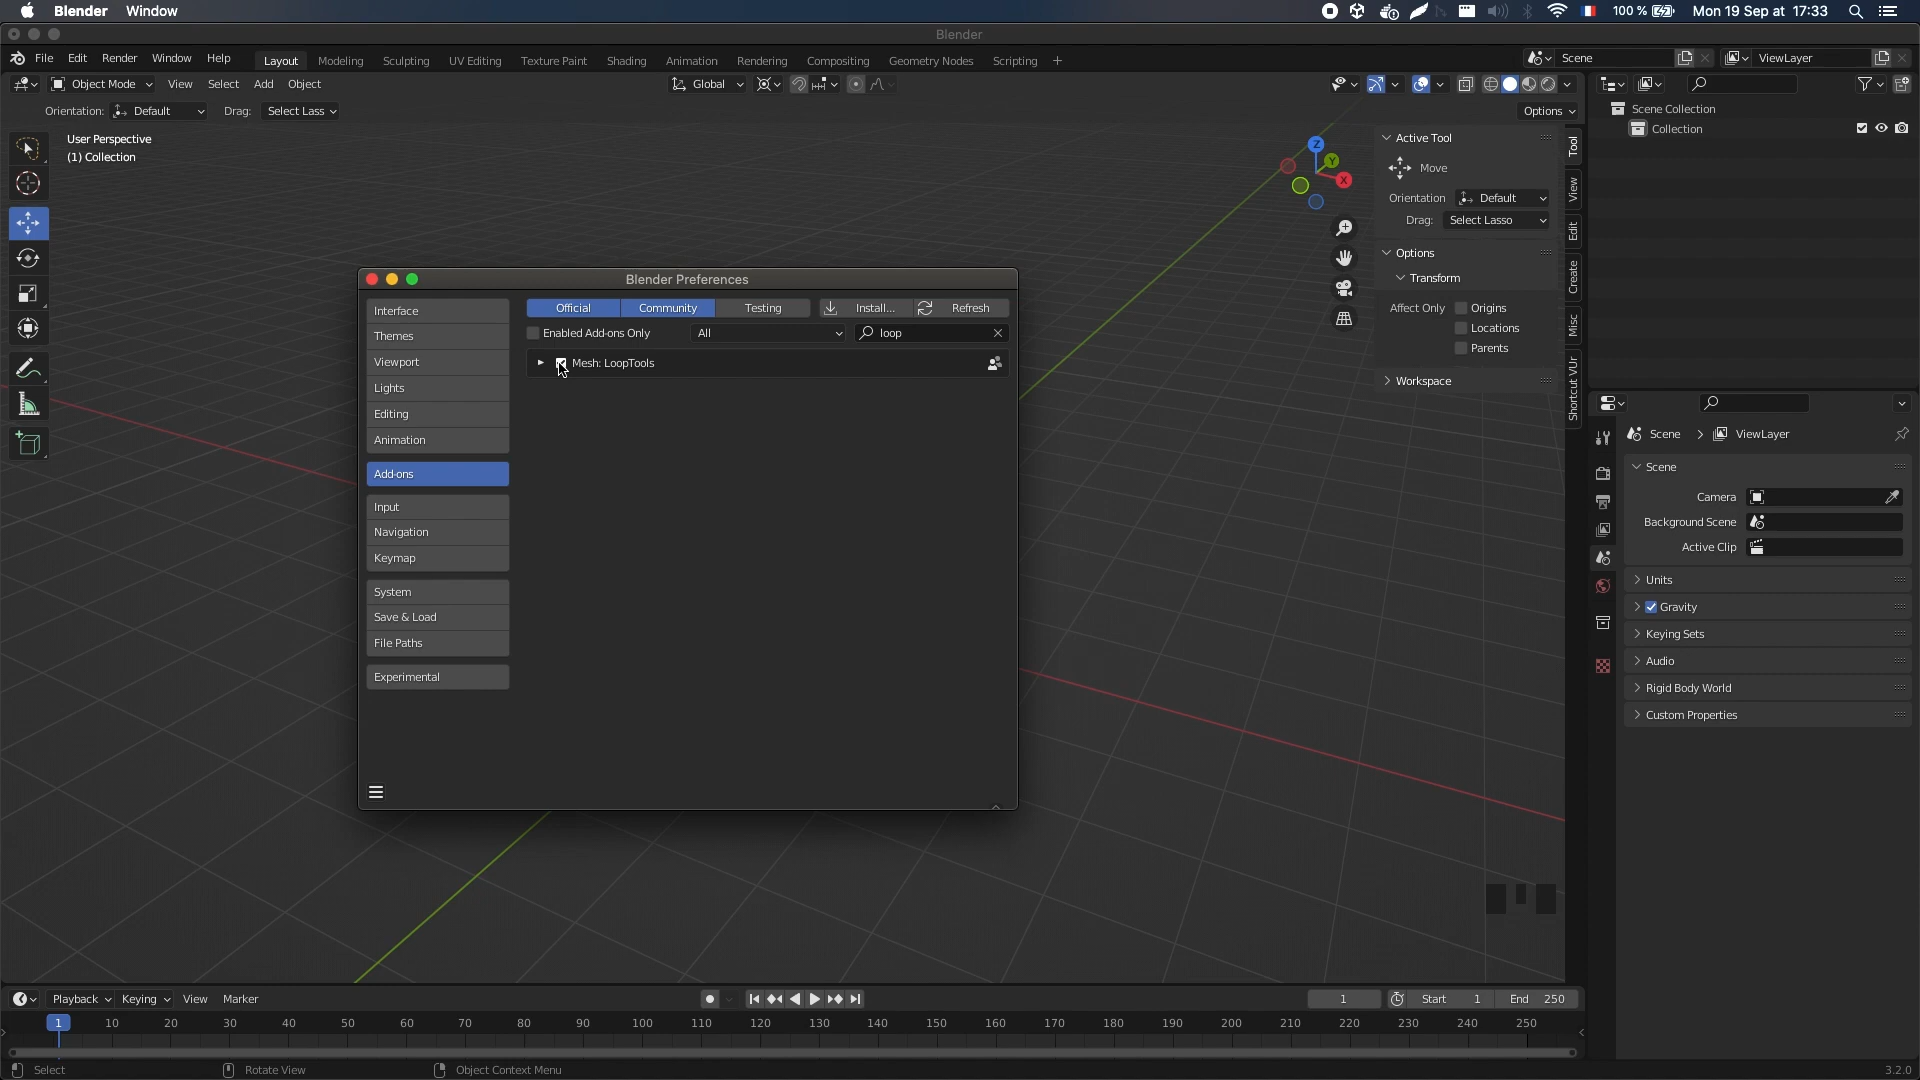 Blender Window 100 % Mon 19 Sep at 17:33
Blender
File Edit Render Window Help Layout Modeling Sculpting UV Editing Texture Paint Shading Animation Rendering Compositing Geometry Nodes Scripting + Scene ViewLayer
Object Mode View Select Add Object Global
Orientation: Default Drag: Select Lass Options
User Perspective
(1) Collection
Z
Y
X
Active Tool
Move
Orientation Default
Drag: Select Lasso
Options
Transform
Affect Only Origins
Locations
Parents
Workspace
Tool
View
Edit
Create
Misc
Shortcut VUr
Scene Collection
Collection
Blender Preferences
Interface
Themes
Viewport
Lights
Editing
Animation
Add-ons
Input
Navigation
Keymap
System
Save & Load
File Paths
Experimental
Official Community Testing Install... Refresh
Enabled Add-ons Only All loop
Mesh: LoopTools
Scene ViewLayer
Scene
Camera
Background Scene
Active Clip
Units
Gravity
Keying Sets
Audio
Rigid Body World
Custom Properties
Playback Keying View Marker 1 Start 1 End 250
1 10 20 30 40 50 60 70 80 90 100 110 120 130 140 150 160 170 180 190 200 210 220 230 240 250
Select Rotate View Object Context Menu 3.2.0